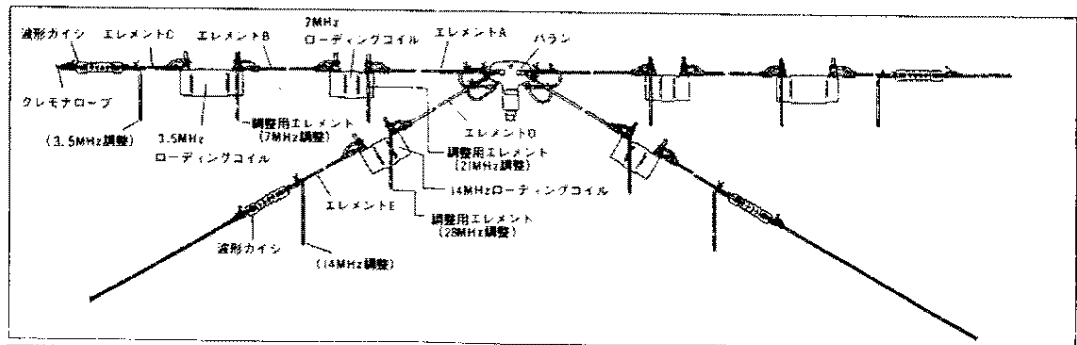 波形カイシ
エレメントC
エレメントB
7MHz
ローディングコイル
エレメントA
バラン
クレモナロープ
(3.5MHz調整)
3.5MHz
ローディングコイル
調整用エレメント
(7MHz調整)
エレメントD
調整用エレメント
(21MHz調整)
14MHzローディングコイル
エレメントE
調整用エレメント
(28MHz調整)
波形カイシ
(14MHz調整)